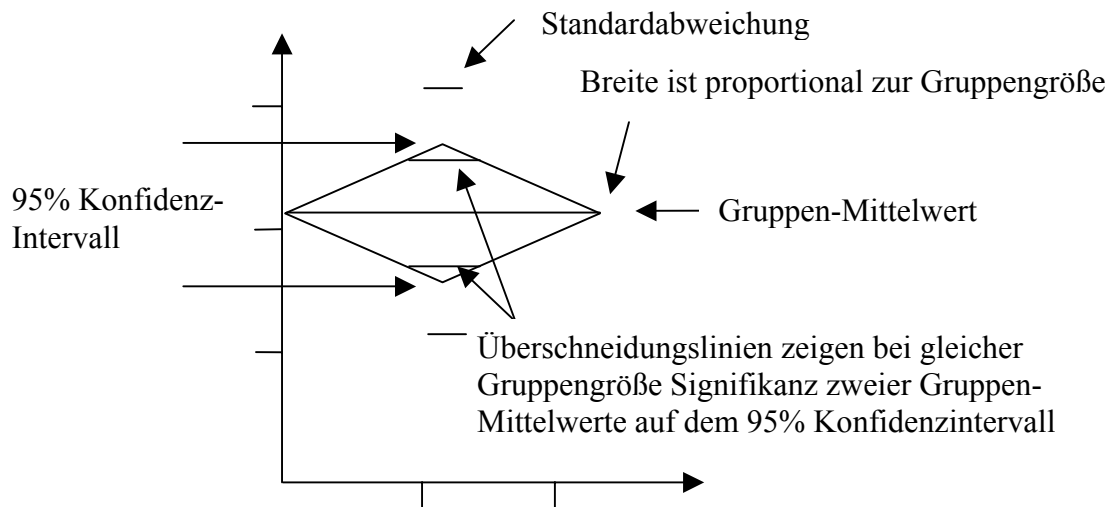 Standardabweichung
Breite ist proportional zur Gruppengröße
95% Konfidenz-
Intervall
Gruppen-Mittelwert
Überschneidungslinien zeigen bei gleicher
Gruppengröße Signifikanz zweier Gruppen-
Mittelwerte auf dem 95% Konfidenzintervall